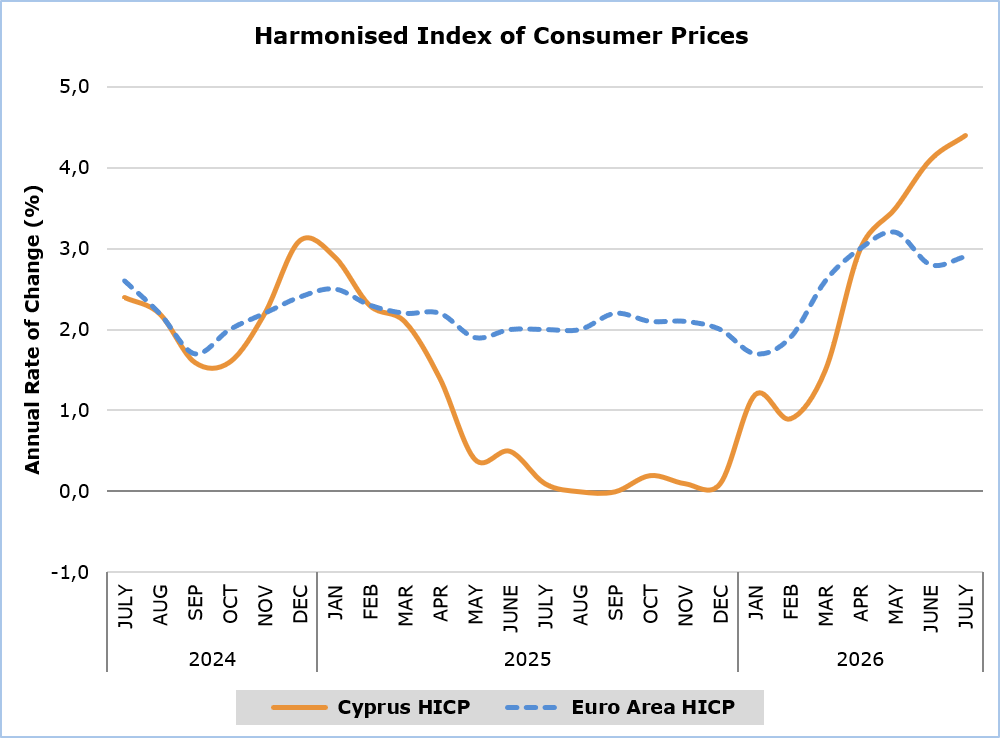 Harmonised Index of Consumer Prices
Annual Rate of Change (%)
5,0
4,0
3,0
2,0
1,0
0,0
-1,0
JULY AUG SEP OCT NOV DEC JAN FEB MAR APR MAY JUNE JULY AUG SEP OCT NOV DEC JAN FEB MAR APR MAY JUNE JULY
2024 2025 2026
Cyprus HICP Euro Area HICP